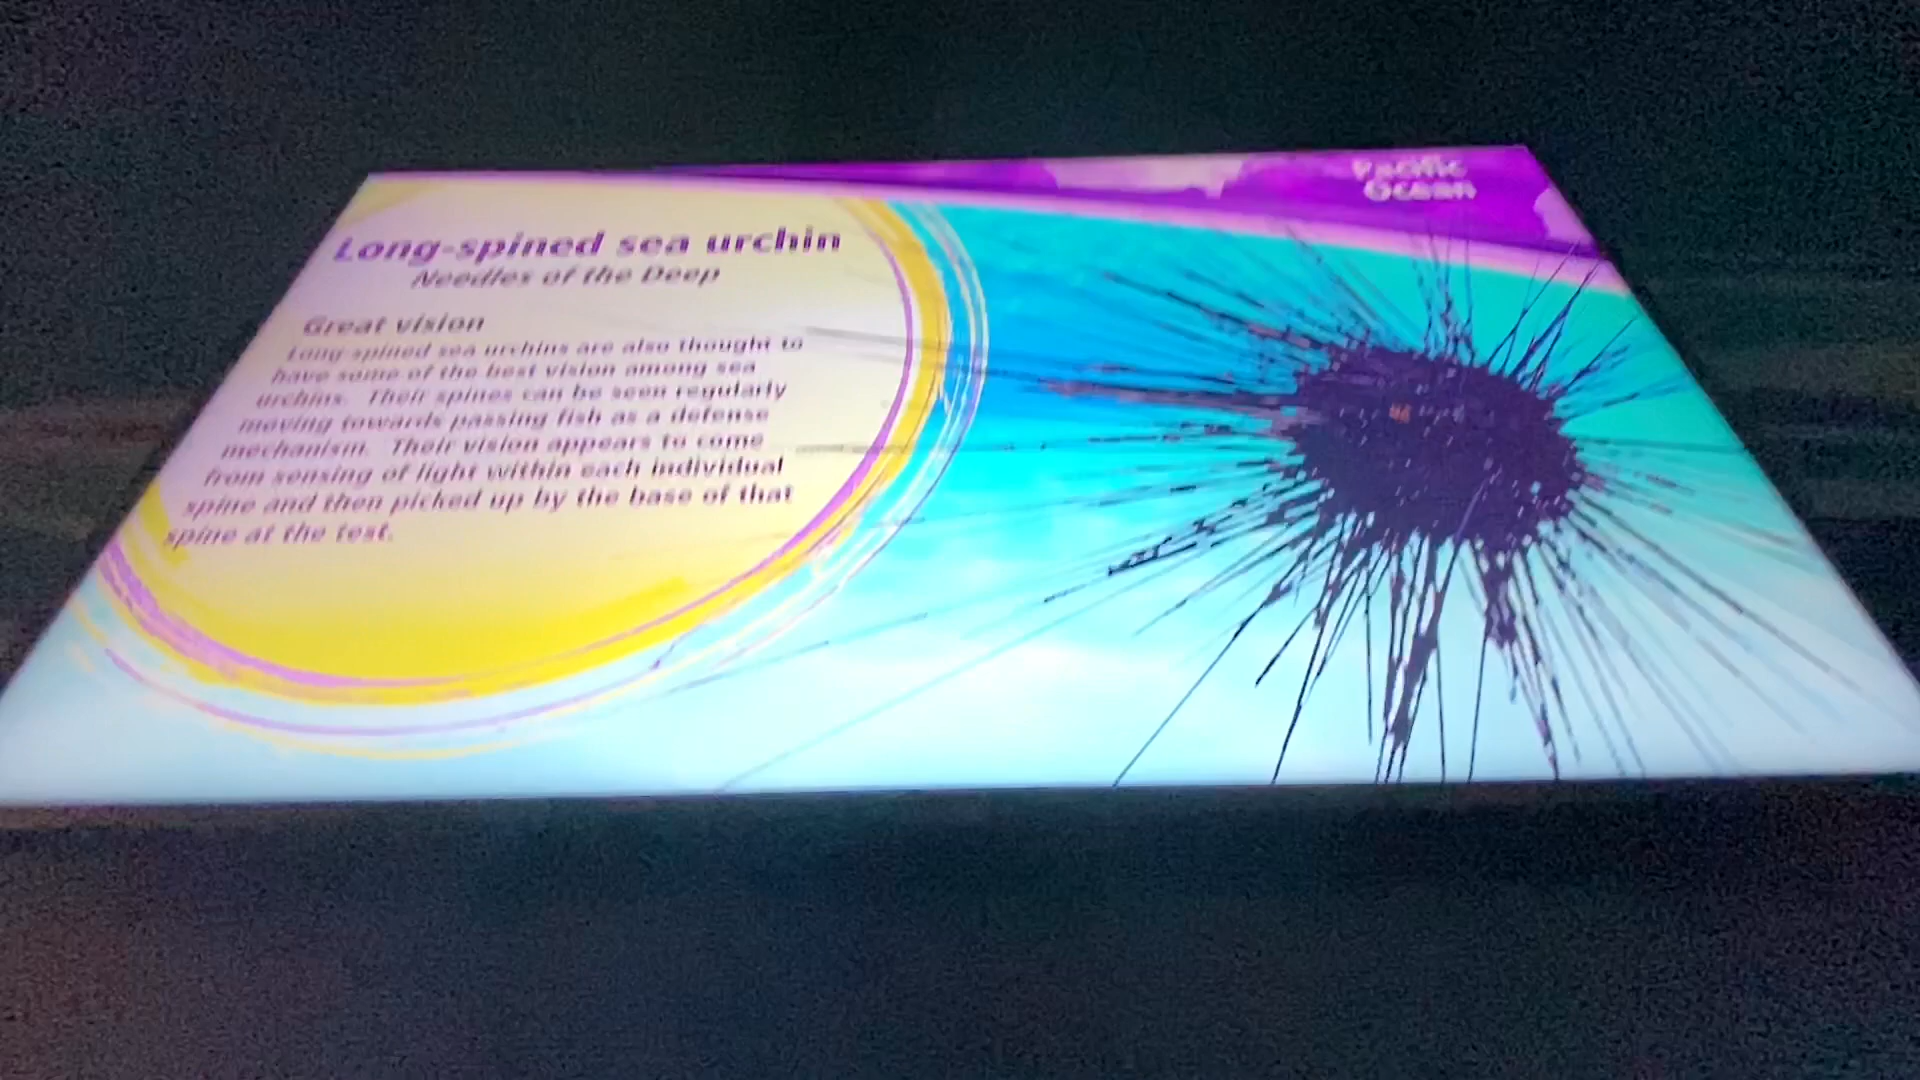 Pacific
Ocean
Long-spined sea urchin
Needles of the Deep
Great vision
Long-spined sea urchins are also thought to
have some of the best vision among sea
urchins. Their spines can be seen regularly
moving towards passing fish as a defense
mechanism. Their vision appears to come
from sensing of light within each individual
spine and then picked up by the base of that
spine at the test.